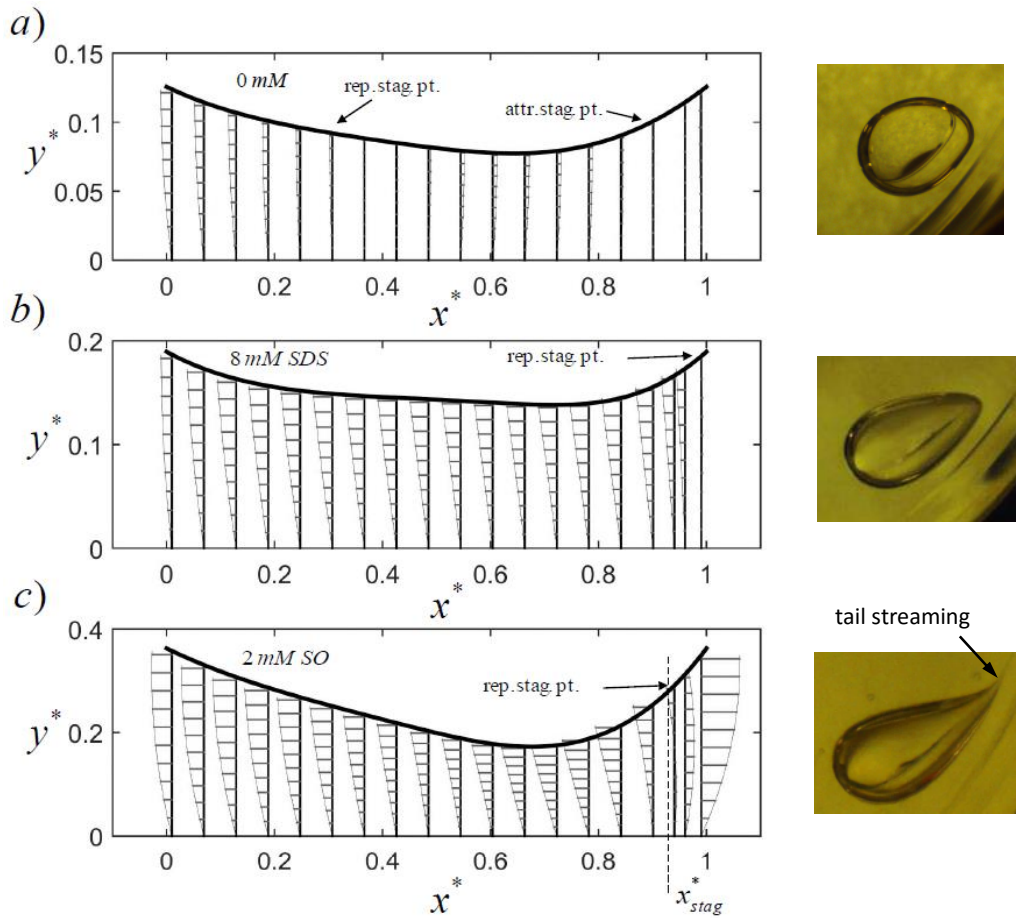 a)
0.15
0.1
0.05
0
y*
0 mM
rep.stag.pt.
attr.stag.pt.
0 0.2 0.4 0.6 0.8 1
x*
b)
0.2
0.1
0
y*
8 mM SDS
rep.stag.pt.
0 0.2 0.4 0.6 0.8 1
x*
c)
0.4
0.2
0
y*
2 mM SO
rep.stag.pt.
tail streaming
0 0.2 0.4 0.6 0.8 1
x*
x*stag